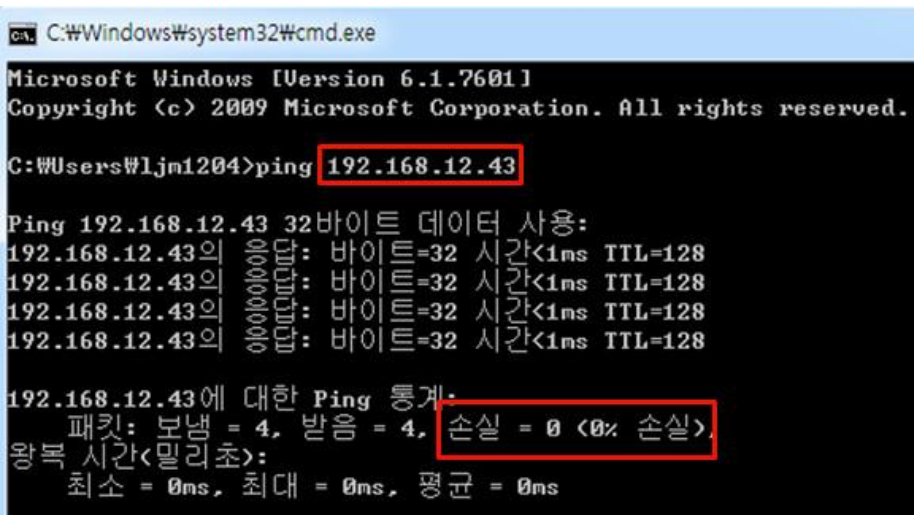 C:₩Windows₩system32₩cmd.exe
Microsoft Windows [Version 6.1.7601]
Copyright (c) 2009 Microsoft Corporation. All rights reserved.
C:₩Users₩ljm1204>ping 192.168.12.43
Ping 192.168.12.43 32바이트 데이터 사용:
192.168.12.43의 응답: 바이트=32 시간<1ms TTL=128
192.168.12.43의 응답: 바이트=32 시간<1ms TTL=128
192.168.12.43의 응답: 바이트=32 시간<1ms TTL=128
192.168.12.43의 응답: 바이트=32 시간<1ms TTL=128
192.168.12.43에 대한 Ping 통계:
패킷: 보냄 = 4, 받음 = 4, 손실 = 0 (0% 손실),
왕복 시간(밀리초):
최소 = 0ms, 최대 = 0ms, 평균 = 0ms